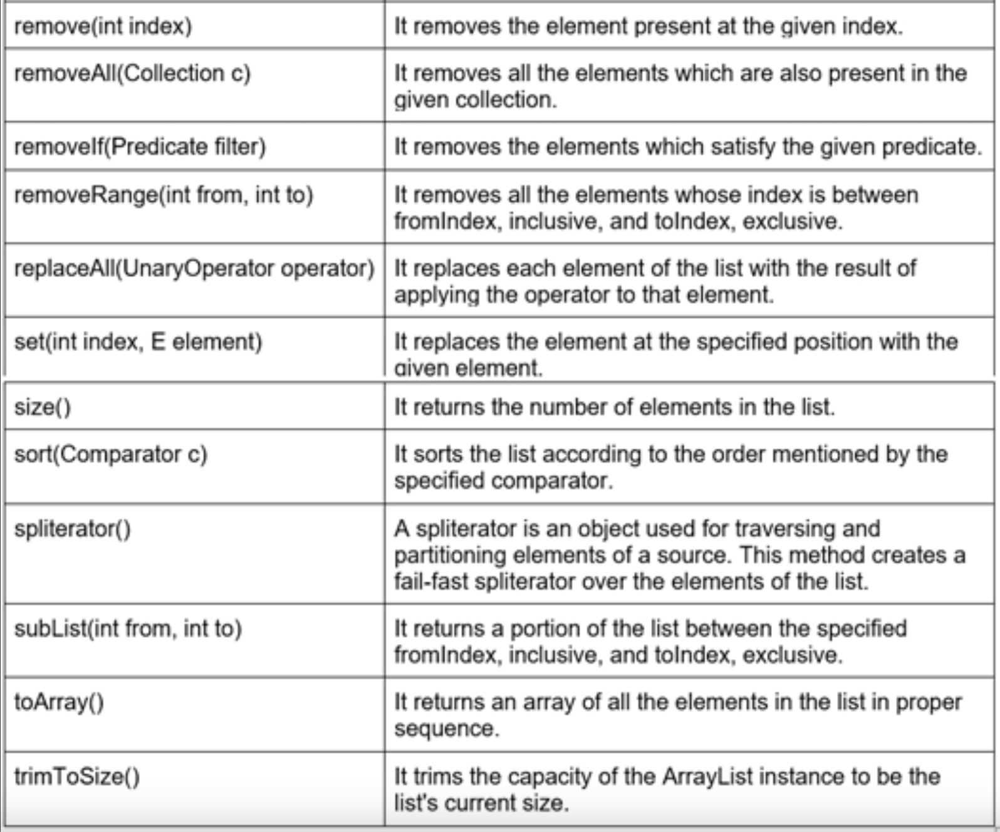 remove(int index)
It removes the element present at the given index.
removeAll(Collection c)
It removes all the elements which are also present in the
given collection.
removeIf(Predicate filter)
It removes the elements which satisfy the given predicate.
removeRange(int from, int to)
It removes all the elements whose index is between
fromIndex, inclusive, and toIndex, exclusive.
replaceAll(UnaryOperator operator)
It replaces each element of the list with the result of
applying the operator to that element.
set(int index, E element)
It replaces the element at the specified position with the
given element.
size()
It returns the number of elements in the list.
sort(Comparator c)
It sorts the list according to the order mentioned by the
specified comparator.
spliterator()
A spliterator is an object used for traversing and
partitioning elements of a source. This method creates a
fail-fast spliterator over the elements of the list.
subList(int from, int to)
It returns a portion of the list between the specified
fromIndex, inclusive, and toIndex, exclusive.
toArray()
It returns an array of all the elements in the list in proper
sequence.
trimToSize()
It trims the capacity of the ArrayList instance to be the
list's current size.